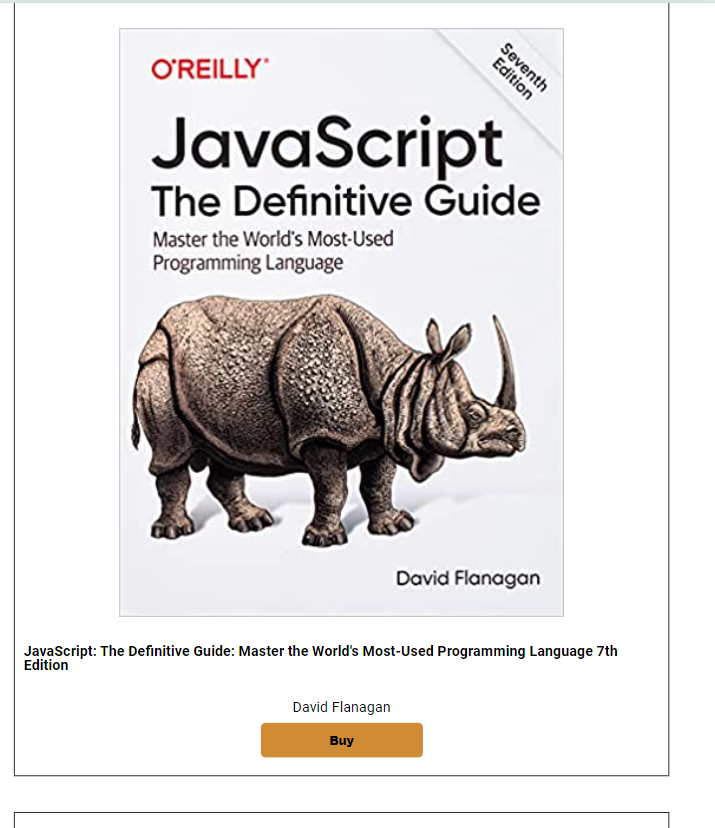 O'REILLY®
Seventh
Edition
JavaScript
The Definitive Guide
Master the World's Most-Used
Programming Language
David Flanagan
JavaScript: The Definitive Guide: Master the World's Most-Used Programming Language 7th
Edition
David Flanagan
Buy